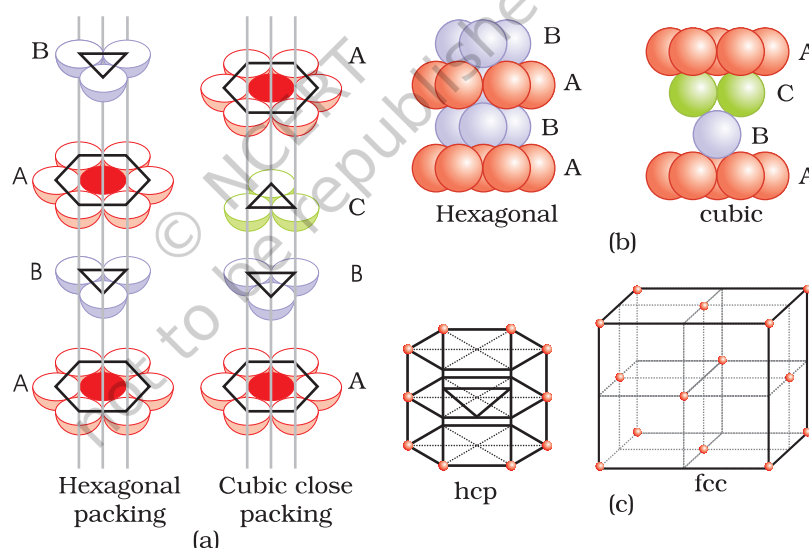 B
A
B
A
Hexagonal
packing
A
C
B
A
Cubic close
packing
(a)
B
A
B
A
Hexagonal
A
C
B
A
cubic
(b)
hcp
fcc
(c)
© NCERT
not to be republished